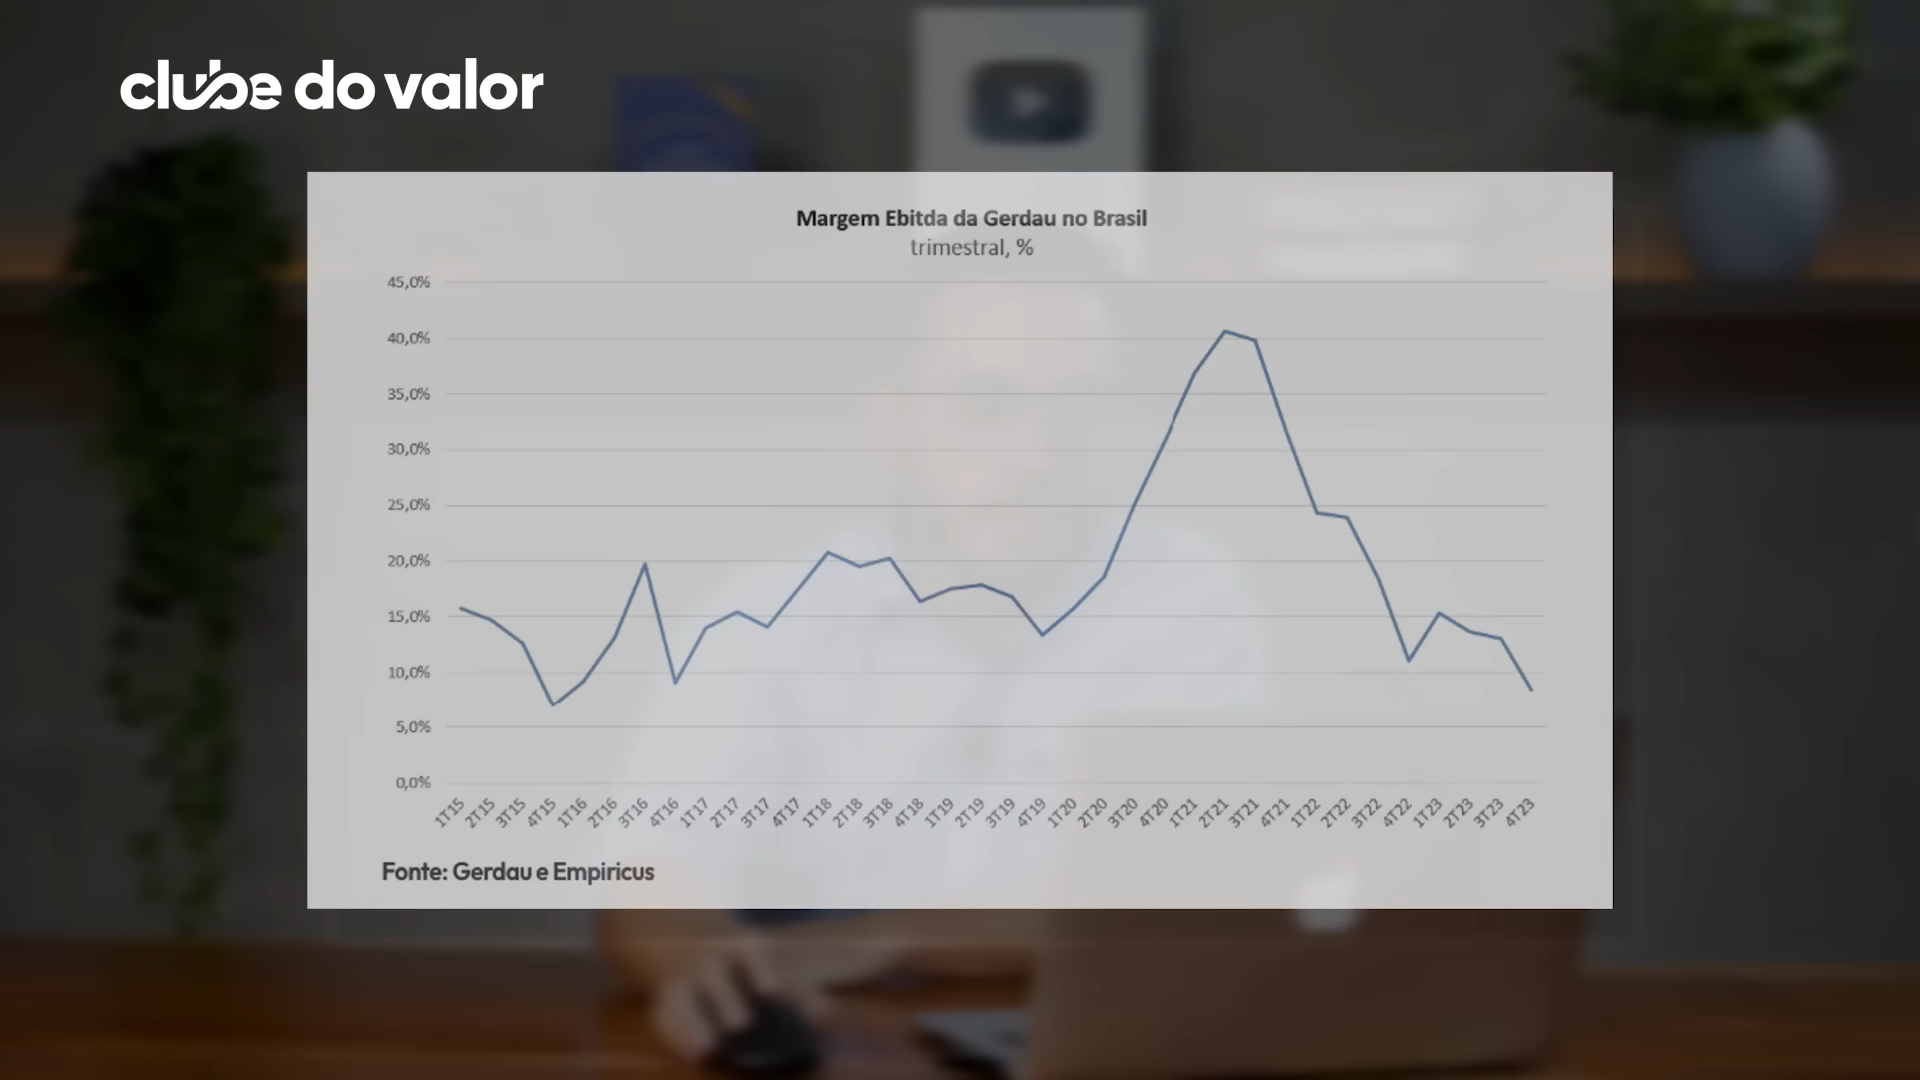 clube do valor
Margem Ebitda da Gerdau no Brasil
trimestral, %
45,0%
40,0%
35,0%
30,0%
25,0%
20,0%
15,0%
10,0%
5,0%
0,0%
1T15 2T15 3T15 4T15 1T16 2T16 3T16 4T16 1T17 2T17 3T17 4T17 1T18 2T18 3T18 4T18 1T19 2T19 3T19 4T19 1T20 2T20 3T20 4T20 1T21 2T21 3T21 4T21 1T22 2T22 3T22 4T22 1T23 2T23 3T23 4T23
Fonte: Gerdau e Empiricus